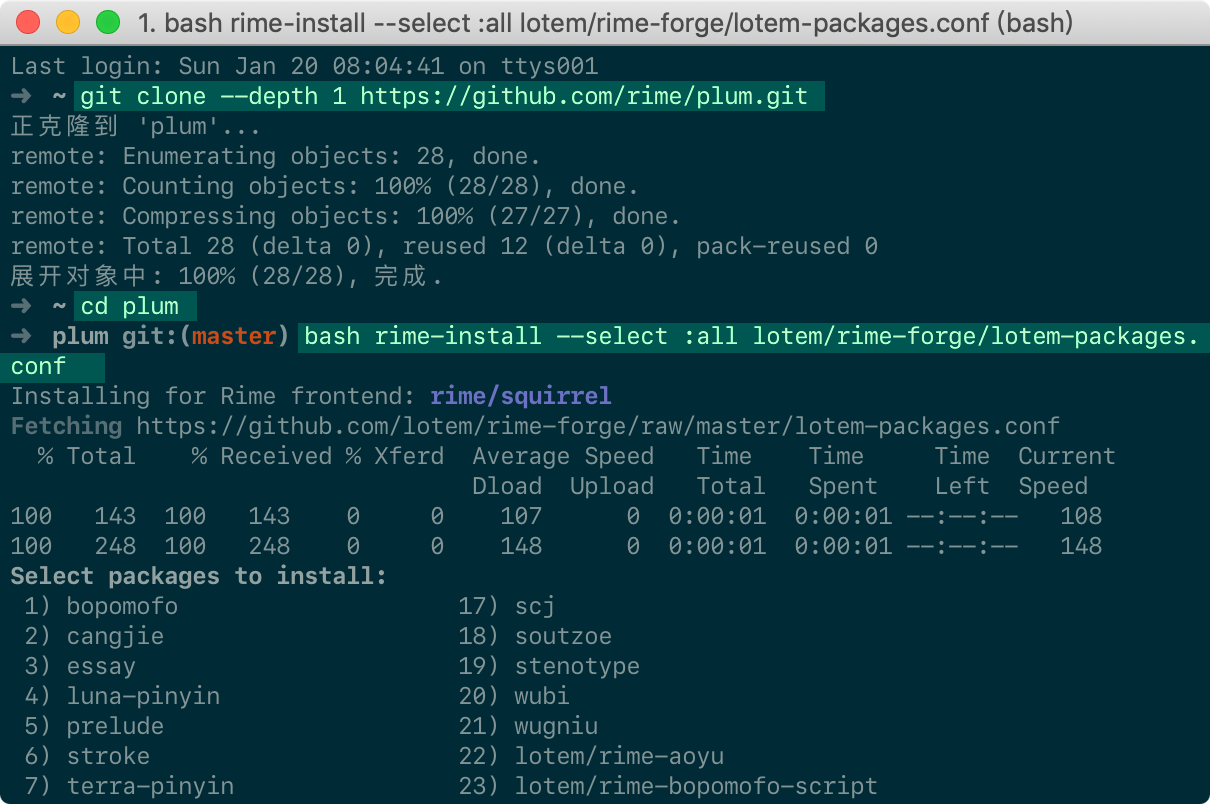 1. bash rime-install --select :all lotem/rime-forge/lotem-packages.conf (bash)
Last login: Sun Jan 20 08:04:41 on ttys001
➜  ~ git clone --depth 1 https://github.com/rime/plum.git
正克隆到 'plum'...
remote: Enumerating objects: 28, done.
remote: Counting objects: 100% (28/28), done.
remote: Compressing objects: 100% (27/27), done.
remote: Total 28 (delta 0), reused 12 (delta 0), pack-reused 0
展开对象中: 100% (28/28), 完成.
➜  ~ cd plum
➜  plum git:(master) bash rime-install --select :all lotem/rime-forge/lotem-packages.
conf
Installing for Rime frontend: rime/squirrel
Fetching https://github.com/lotem/rime-forge/raw/master/lotem-packages.conf
  % Total    % Received % Xferd  Average Speed   Time    Time     Time  Current
                                 Dload  Upload   Total   Spent    Left  Speed
100   143  100   143    0     0    107      0  0:00:01  0:00:01 --:--:--   108
100   248  100   248    0     0    148      0  0:00:01  0:00:01 --:--:--   148
Select packages to install:
 1) bopomofo                    17) scj
 2) cangjie                     18) soutzoe
 3) essay                       19) stenotype
 4) luna-pinyin                 20) wubi
 5) prelude                     21) wugniu
 6) stroke                      22) lotem/rime-aoyu
 7) terra-pinyin                23) lotem/rime-bopomofo-script